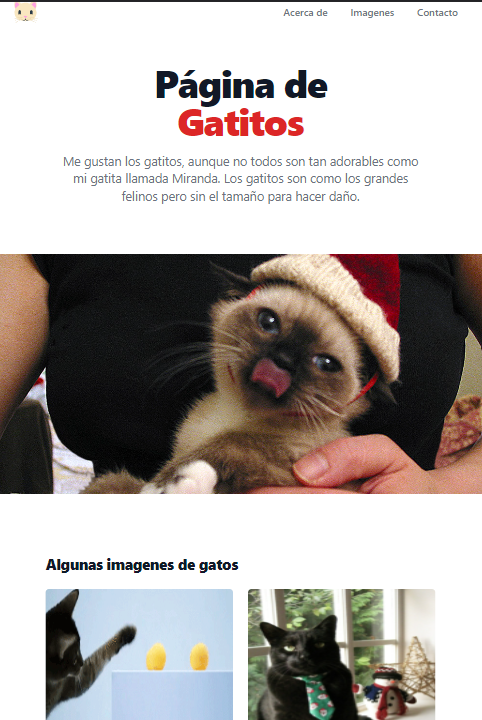 Acerca de Imagenes Contacto
Página de
Gatitos
Me gustan los gatitos, aunque no todos son tan adorables como
mi gatita llamada Miranda. Los gatitos son como los grandes
felinos pero sin el tamaño para hacer daño.
Algunas imagenes de gatos